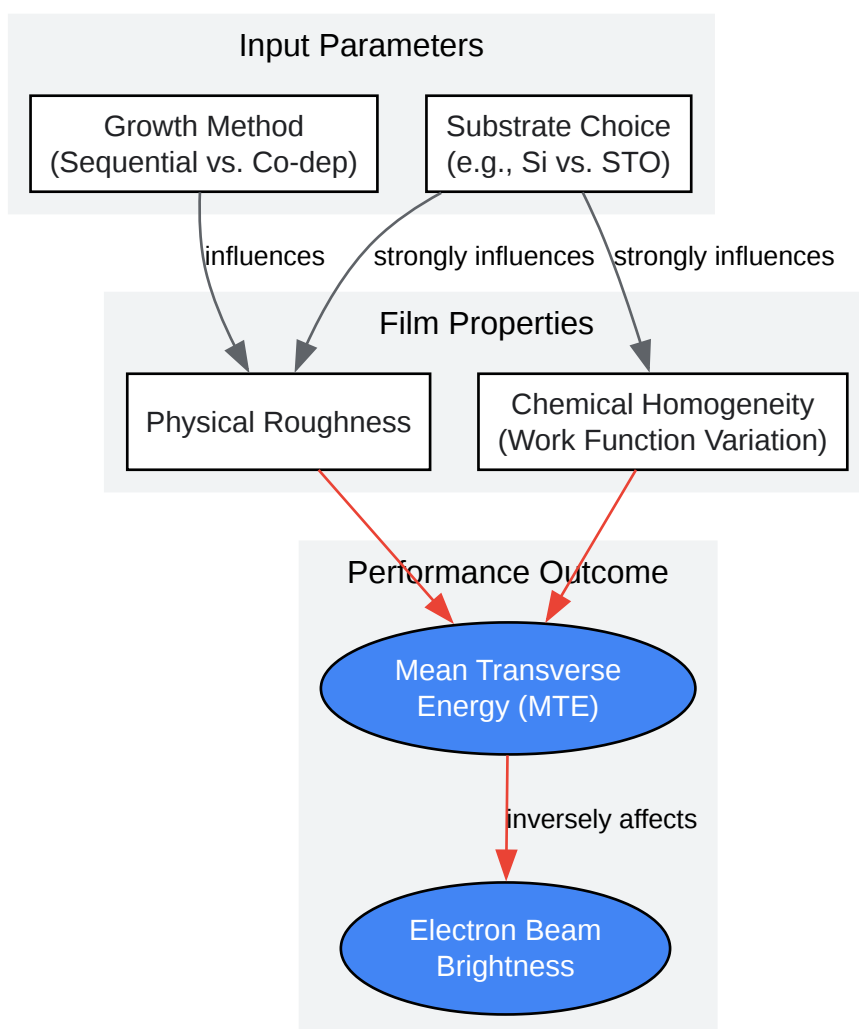 Input Parameters
Growth Method
(Sequential vs. Co-dep)
Substrate Choice
(e.g., Si vs. STO)
influences
strongly influences
strongly influences
Film Properties
Physical Roughness
Chemical Homogeneity
(Work Function Variation)
Performance Outcome
Mean Transverse
Energy (MTE)
inversely affects
Electron Beam
Brightness